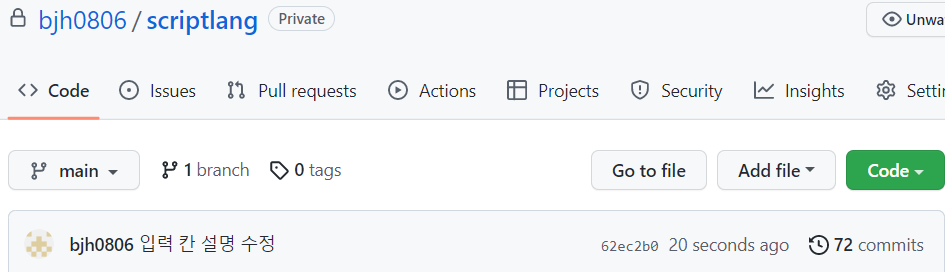 bjh0806 / scriptlang Private Unwa
Code Issues Pull requests Actions Projects Security Insights Settin
main 1 branch 0 tags Go to file Add file Code
bjh0806 입력 칸 설명 수정 62ec2b0 20 seconds ago 72 commits